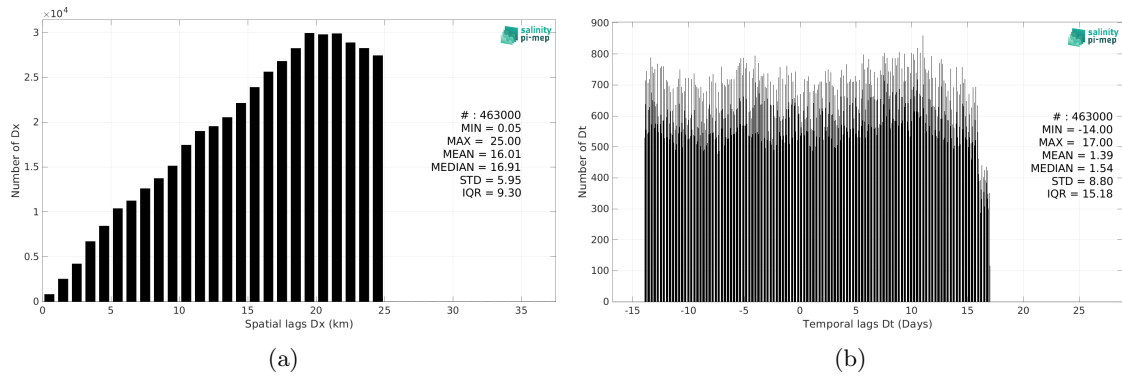 ×10⁴
3
2.5
2
1.5
1
0.5
0
0 5 10 15 20 25 30 35
Number of Dx
Spatial lags Dx (km)
salinity
pi-mep
# : 463000
MIN = 0.05
MAX = 25.00
MEAN = 16.01
MEDIAN = 16.91
STD = 5.95
IQR = 9.30
(a)
900
800
700
600
500
400
300
200
100
0
-15 -10 -5 0 5 10 15 20 25
Number of Dt
Temporal lags Dt (Days)
salinity
pi-mep
# : 463000
MIN = -14.00
MAX = 17.00
MEAN = 1.39
MEDIAN = 1.54
STD = 8.80
IQR = 15.18
(b)